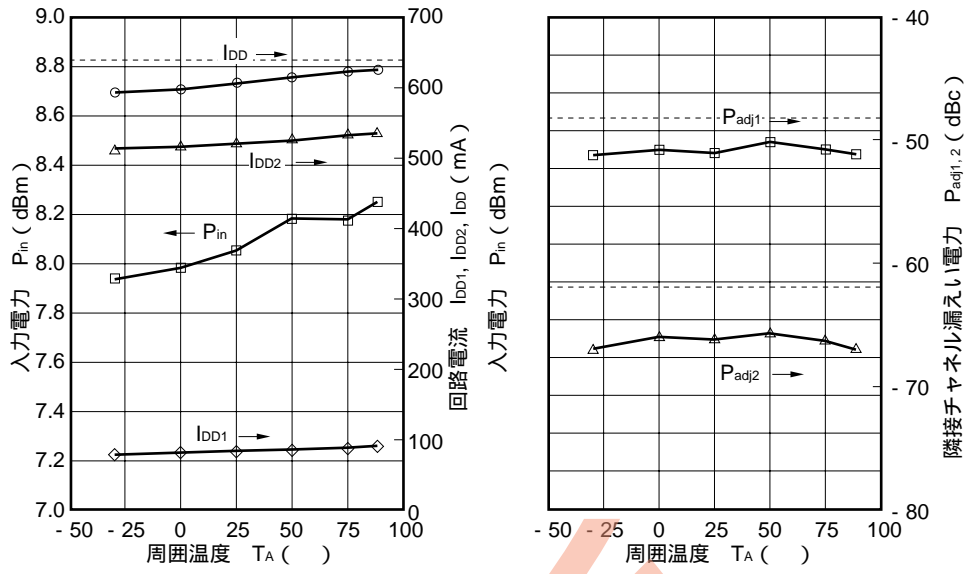 9.0
8.8
8.6
8.4
8.2
8.0
7.8
7.6
7.4
7.2
7.0
入力電力 Pin ( dBm )
700
600
500
400
300
200
100
0
回路電流 IDD1, IDD2, IDD ( mA )
IDD
IDD2
Pin
IDD1
- 50 - 25 0 25 50 75 100
周囲温度 TA ( )
入力電力 Pin ( dBm )
- 40
- 50
- 60
- 70
- 80
隣接チャネル漏えい電力 Padj1, 2 ( dBc )
Padj1
Padj2
- 50 - 25 0 25 50 75 100
周囲温度 TA ( )